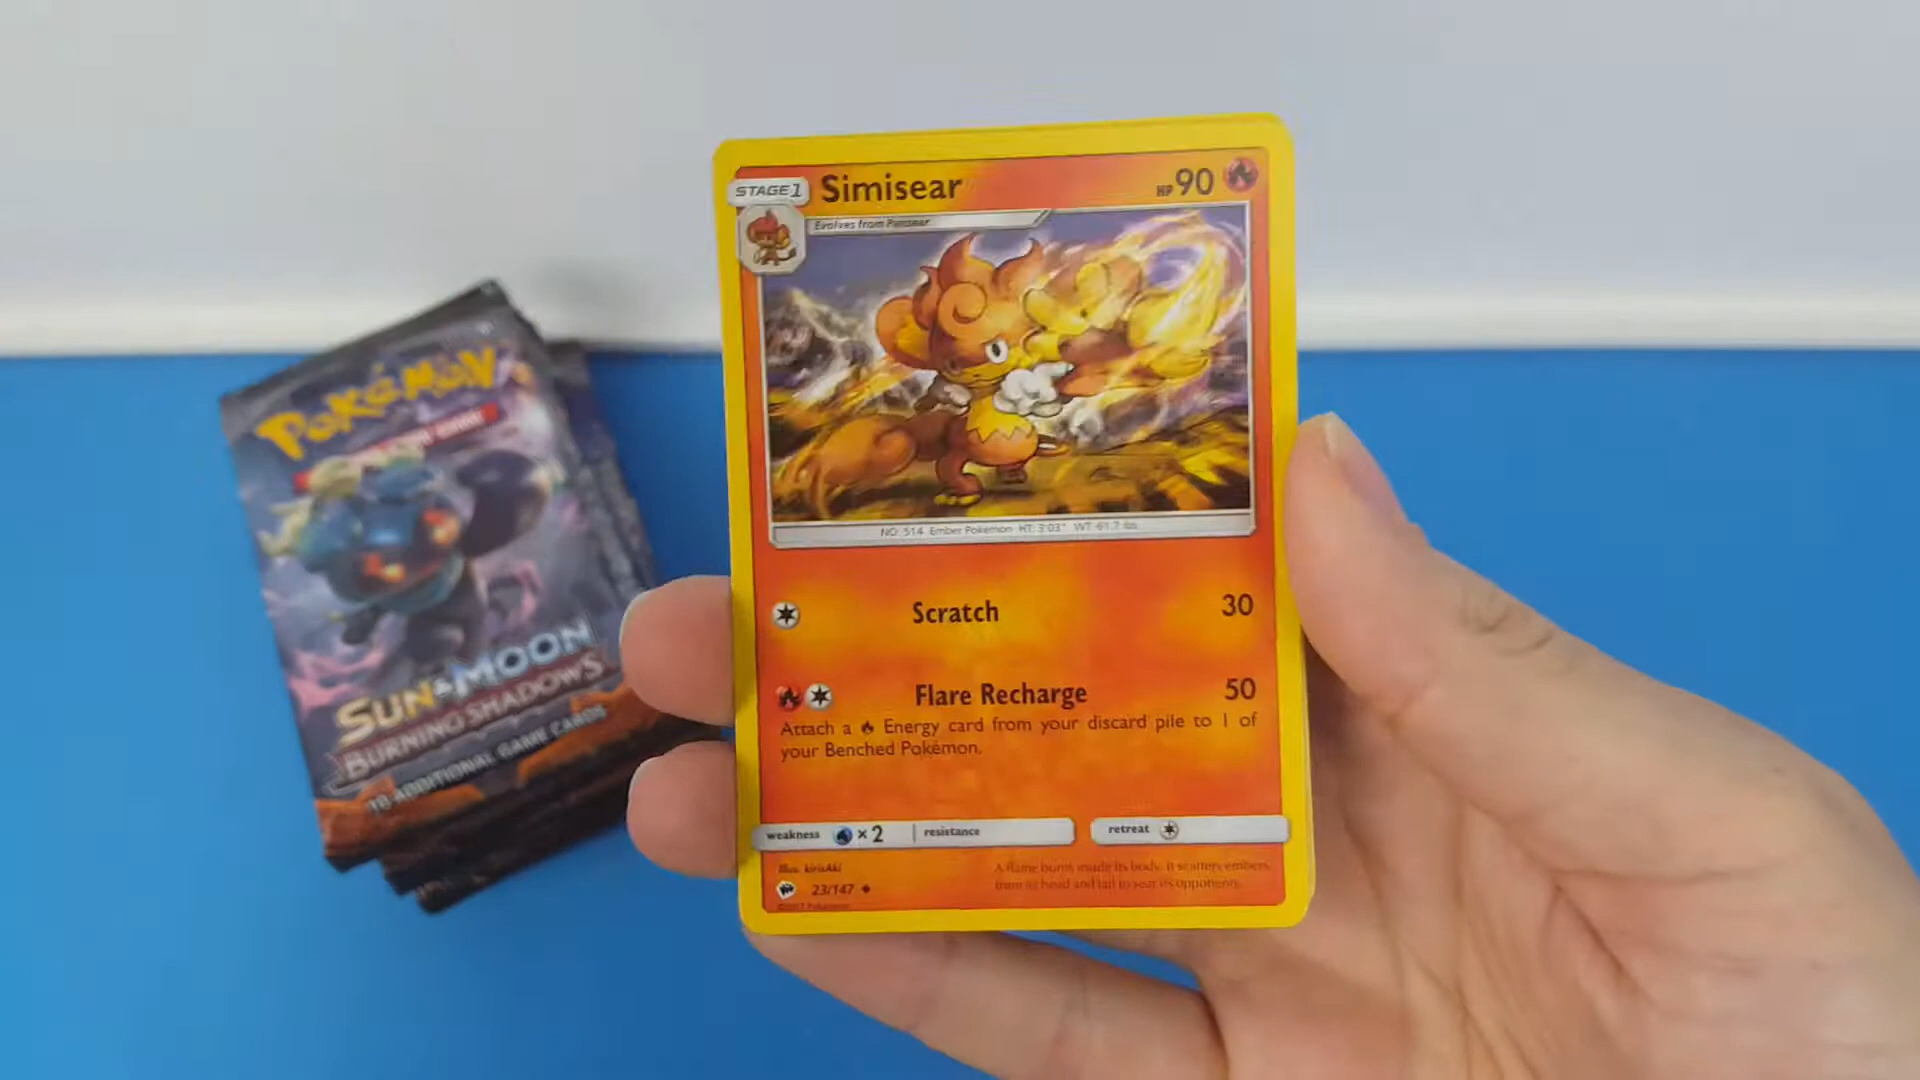 STAGE 1
Simisear
HP 90
Evolves from Pansear
NO. 514 Ember Pokémon HT: 3'03" WT: 61.7 lbs
Scratch 30
Flare Recharge 50
Attach a Energy card from your discard pile to 1 of
your Benched Pokémon.
weakness ×2 resistance
retreat
Illus. kirisAki
23/147
A flame burns inside its body. It scatters embers
from its head and tail to sear its opponents.
POKéMON
SUN & MOON
BURNING SHADOWS
10 ADDITIONAL GAME CARDS